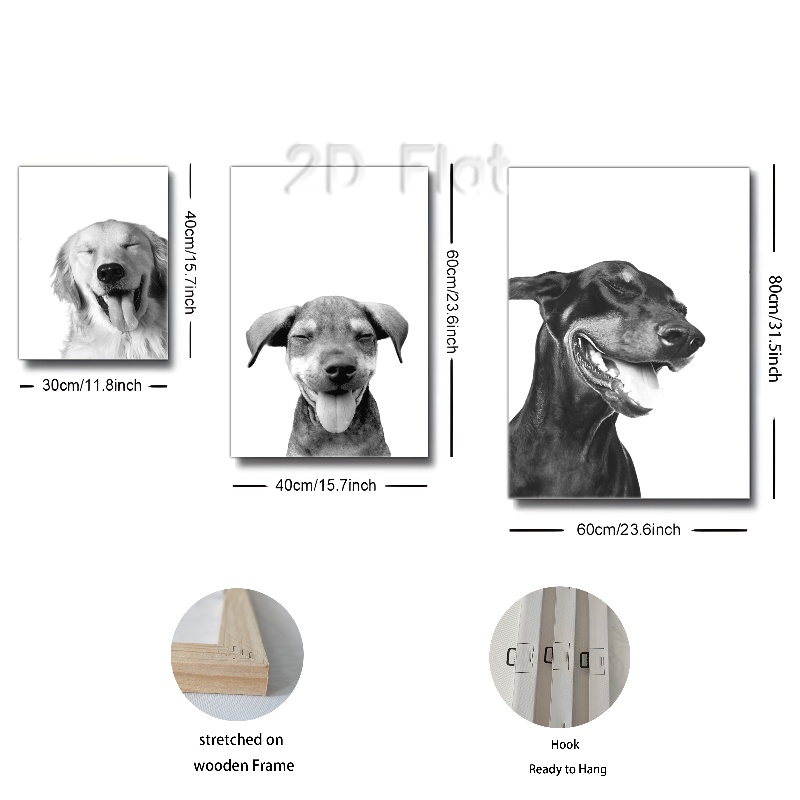 2D Flat
40cm/15.7inch
30cm/11.8inch
60cm/23.6inch
40cm/15.7inch
80cm/31.5inch
60cm/23.6inch
stretched on
wooden Frame
Hook
Ready to Hang